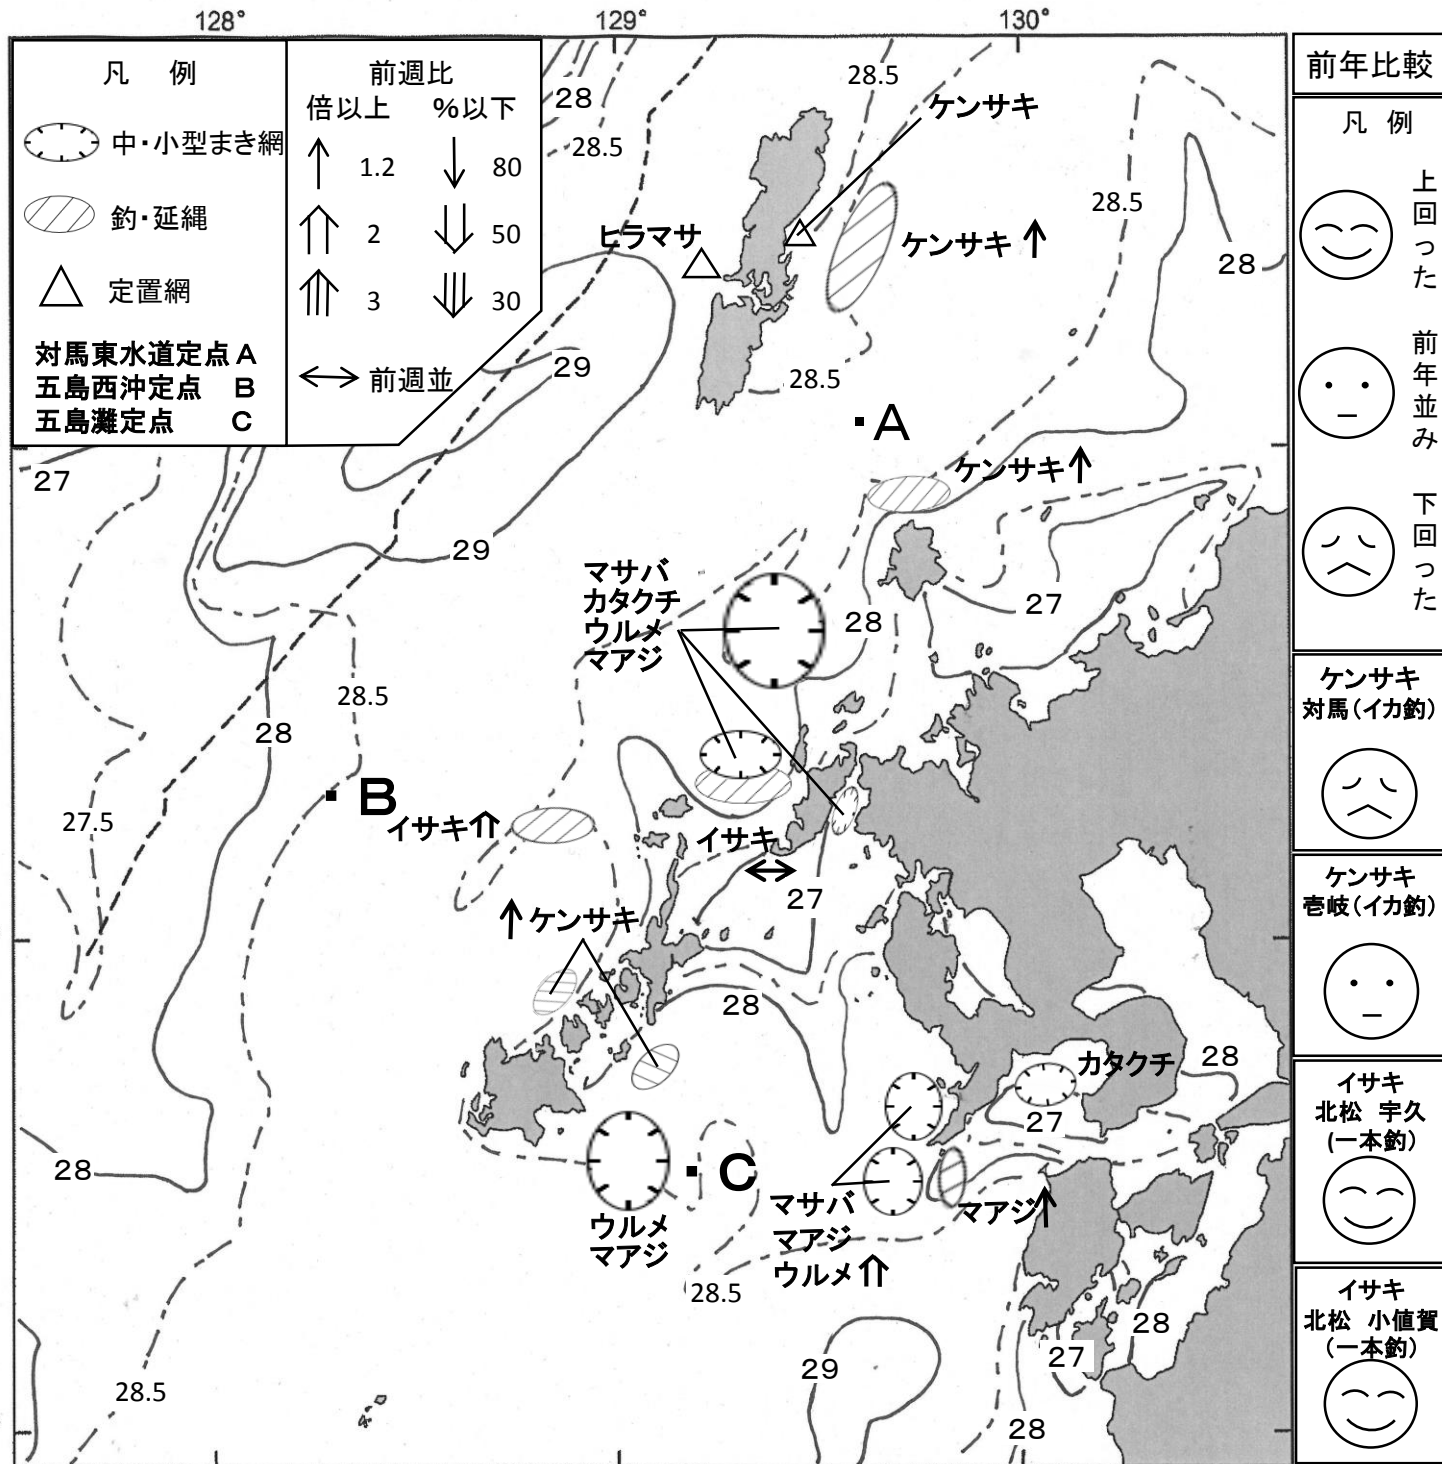 128°
129°
130°
凡 例
中・小型まき網
釣・延縄
定置網
対馬東水道定点 A
五島西沖定点 B
五島灘定点 C
前週比
倍以上 %以下
1.2 80
2 50
3 30
前週並
前年比較
凡 例
上回った
前年並み
下回った
ケンサキ
対馬(イカ釣)
ケンサキ
壱岐(イカ釣)
イサキ
北松 宇久
(一本釣)
イサキ
北松 小値賀
(一本釣)
28
28.5
28.5
ケンサキ
28.5
ヒラマサ
ケンサキ
28
29
28.5
A
27
ケンサキ
29
マサバ
カタクチ
ウルメ
マアジ
27
28
28.5
28
B
27.5
イサキ
イサキ
27
ケンサキ
28
カタクチ
28
27
28
C
ウルメ
マアジ
マサバ
マアジ
ウルメ
マアジ
28.5
28
27
29
28.5
28